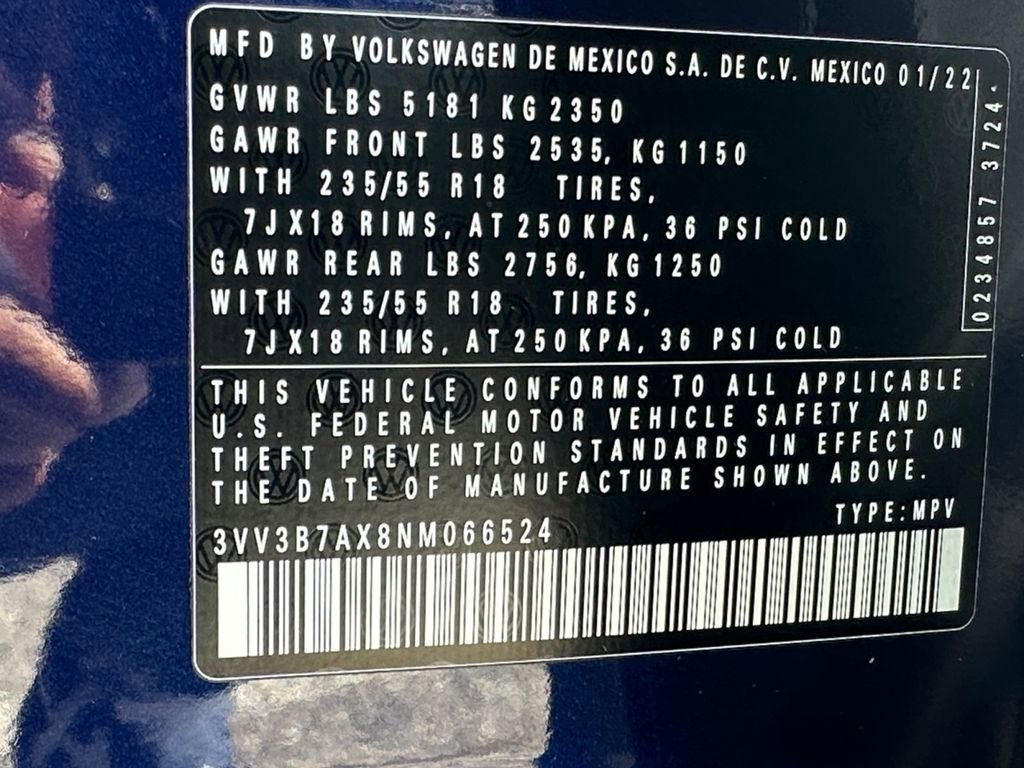 MFD BY VOLKSWAGEN DE MEXICO S.A. DE C.V. MEXICO 01/22
GVWR LBS 5181 KG 2350
GAWR FRONT LBS 2535, KG 1150
WITH 235/55 R18 TIRES,
7JX18 RIMS, AT 250 KPA, 36 PSI COLD
GAWR REAR LBS 2756, KG 1250
WITH 235/55 R18 TIRES,
7JX18 RIMS, AT 250 KPA, 36 PSI COLD
0234857 3724
THIS VEHICLE CONFORMS TO ALL APPLICABLE
U.S. FEDERAL MOTOR VEHICLE SAFETY AND
THEFT PREVENTION STANDARDS IN EFFECT ON
THE DATE OF MANUFACTURE SHOWN ABOVE.
TYPE:MPV
3VV3B7AX8NM066524